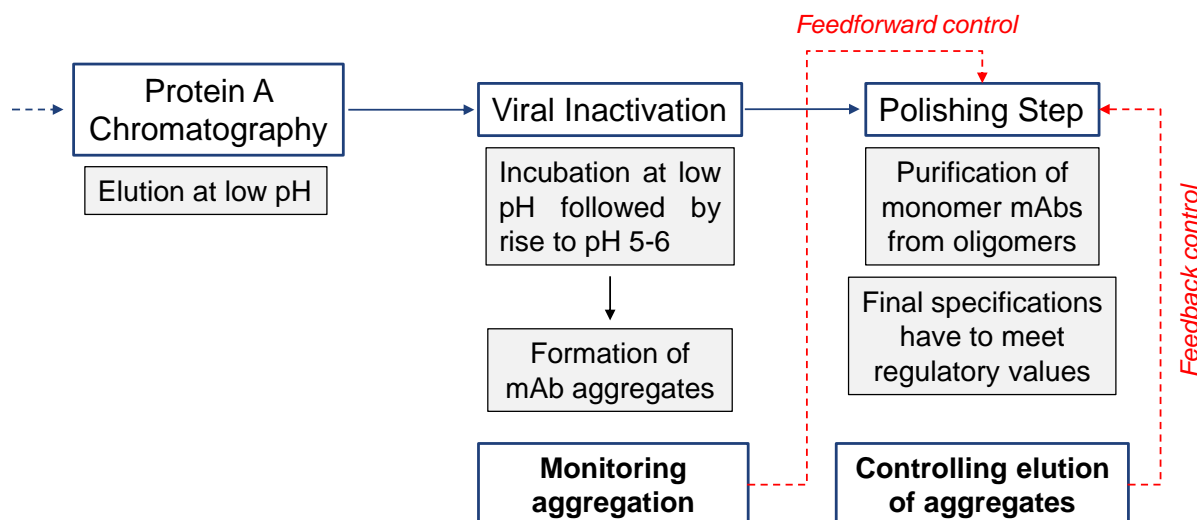 Feedforward control
Protein A
Chromatography
Viral Inactivation
Polishing Step
Elution at low pH
Incubation at low
pH followed by
rise to pH 5-6
Purification of
monomer mAbs
from oligomers
Final specifications
have to meet
regulatory values
Formation of
mAb aggregates
Feedback control
Monitoring
aggregation
Controlling elution
of aggregates